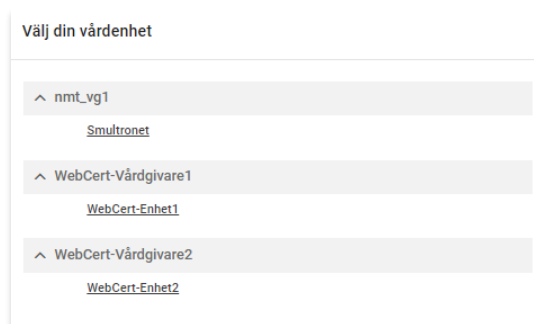 Välj din vårdenhet
nmt_vg1
Smultronet
WebCert-Vårdgivare1
WebCert-Enhet1
WebCert-Vårdgivare2
WebCert-Enhet2